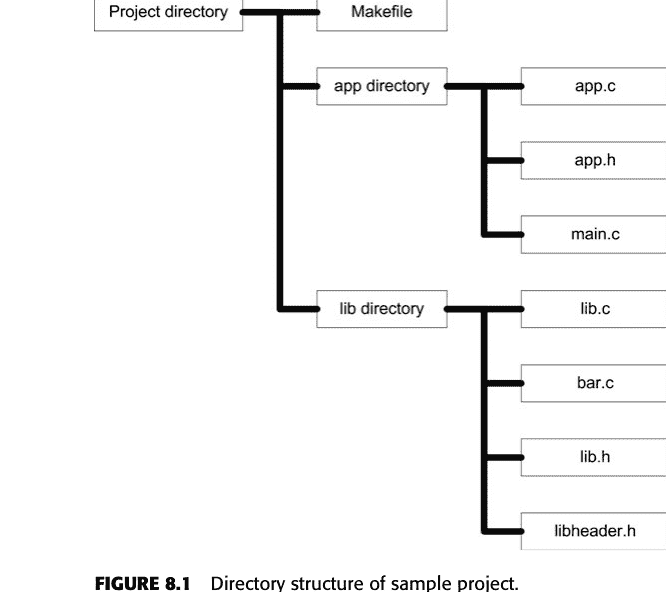 Project directory
Makefile
app directory
app.c
app.h
main.c
lib directory
lib.c
bar.c
lib.h
libheader.h
FIGURE 8.1 Directory structure of sample project.